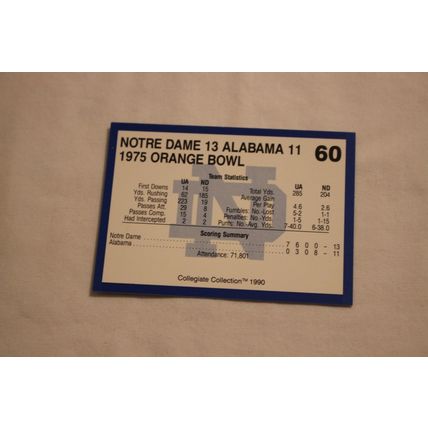 NOTRE DAME 13 ALABAMA 11 60
1975 ORANGE BOWL
Team Statistics
UA ND UA ND
First Downs 14 15 Total Yds. 285 204
Yds. Rushing 62 185 Average Gain
Yds. Passing 223 19 Per Play 4.6 2.6
Passes Att. 29 8 Fumbles: No.-Lost 5-2 1-1
Passes Comp. 15 4 Penalties: No.-Yds. 1-5 1-15
Had Intercepted 2 2 Punts: No.-Avg. Yds. 7-40.0 6-38.0
Scoring Summary
Notre Dame 7 6 0 0 – 13
Alabama 0 3 0 8 – 11
Attendance: 71,801
Collegiate Collection™ 1990
ND